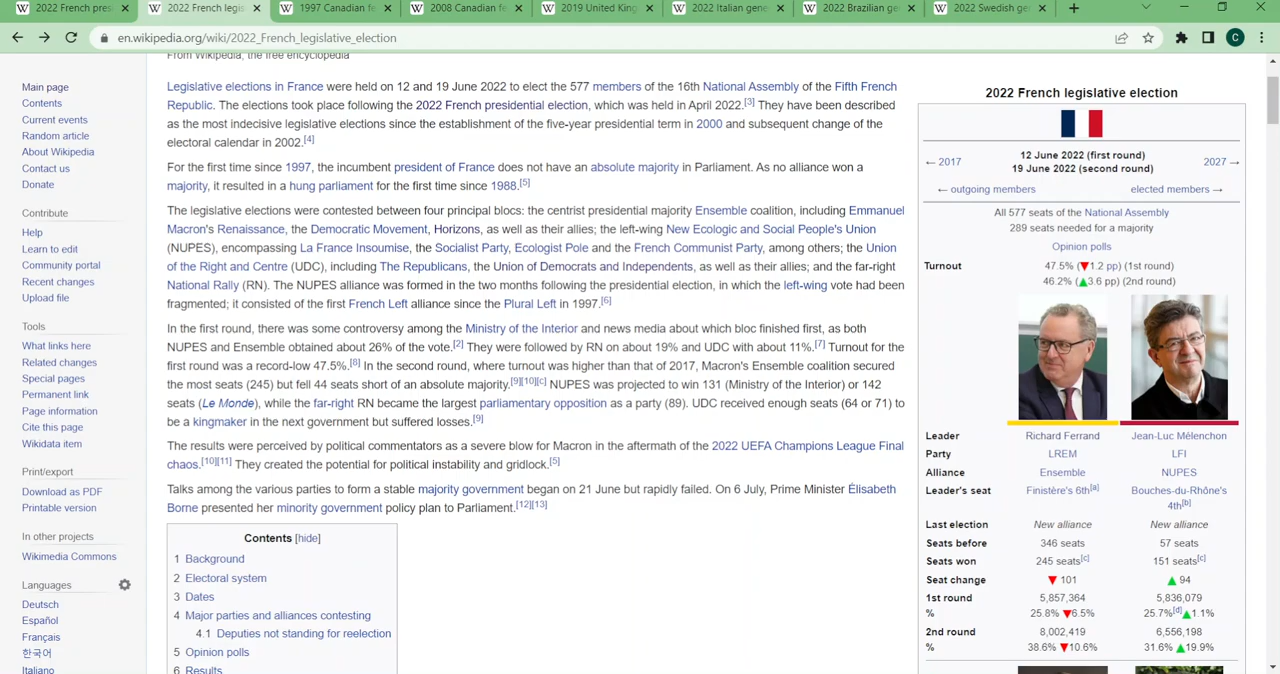 2022 French pres
2022 French legis
1997 Canadian fe
2008 Canadian fe
2019 United King
2022 Italian gene
2022 Brazilian ge
2022 Swedish ge
en.wikipedia.org/wiki/2022_French_legislative_election
C
Main page
Contents
Current events
Random article
About Wikipedia
Contact us
Donate
Contribute
Help
Learn to edit
Community portal
Recent changes
Upload file
Tools
What links here
Related changes
Special pages
Permanent link
Page information
Cite this page
Wikidata item
Print/export
Download as PDF
Printable version
In other projects
Wikimedia Commons
Languages
Deutsch
Español
Français
한국어
Italiano
From Wikipedia, the free encyclopedia
Legislative elections in France were held on 12 and 19 June 2022 to elect the 577 members of the 16th National Assembly of the Fifth French
Republic. The elections took place following the 2022 French presidential election, which was held in April 2022.[3] They have been described
as the most indecisive legislative elections since the establishment of the five-year presidential term in 2000 and subsequent change of the
electoral calendar in 2002.[4]
For the first time since 1997, the incumbent president of France does not have an absolute majority in Parliament. As no alliance won a
majority, it resulted in a hung parliament for the first time since 1988.[5]
The legislative elections were contested between four principal blocs: the centrist presidential majority Ensemble coalition, including Emmanuel
Macron's Renaissance, the Democratic Movement, Horizons, as well as their allies; the left-wing New Ecologic and Social People's Union
(NUPES), encompassing La France Insoumise, the Socialist Party, Ecologist Pole and the French Communist Party, among others; the Union
of the Right and Centre (UDC), including The Republicans, the Union of Democrats and Independents, as well as their allies; and the far-right
National Rally (RN). The NUPES alliance was formed in the two months following the presidential election, in which the left-wing vote had been
fragmented; it consisted of the first French Left alliance since the Plural Left in 1997.[6]
In the first round, there was some controversy among the Ministry of the Interior and news media about which bloc finished first, as both
NUPES and Ensemble obtained about 26% of the vote.[2] They were followed by RN on about 19% and UDC with about 11%.[7] Turnout for the
first round was a record-low 47.5%.[8] In the second round, where turnout was higher than that of 2017, Macron's Ensemble coalition secured
the most seats (245) but fell 44 seats short of an absolute majority.[9][10][c] NUPES was projected to win 131 (Ministry of the Interior) or 142
seats (Le Monde), while the far-right RN became the largest parliamentary opposition as a party (89). UDC received enough seats (64 or 71) to
be a kingmaker in the next government but suffered losses.[9]
The results were perceived by political commentators as a severe blow for Macron in the aftermath of the 2022 UEFA Champions League Final
chaos.[10][11] They created the potential for political instability and gridlock.[5]
Talks among the various parties to form a stable majority government began on 21 June but rapidly failed. On 6 July, Prime Minister Élisabeth
Borne presented her minority government policy plan to Parliament.[12][13]
Contents [hide]
1 Background
2 Electoral system
3 Dates
4 Major parties and alliances contesting
4.1 Deputies not standing for reelection
5 Opinion polls
6 Results
2022 French legislative election
← 2017 12 June 2022 (first round) 2027 →
19 June 2022 (second round)
← outgoing members elected members →
All 577 seats of the National Assembly
289 seats needed for a majority
Opinion polls
Turnout 47.5% (▼1.2 pp) (1st round)
46.2% (▲3.6 pp) (2nd round)
Leader Richard Ferrand Jean-Luc Mélenchon
Party LREM LFI
Alliance Ensemble NUPES
Leader's seat Finistère's 6th[a] Bouches-du-Rhône's
4th[b]
Last election New alliance New alliance
Seats before 346 seats 57 seats
Seats won 245 seats[c] 151 seats[c]
Seat change ▼ 101 ▲ 94
1st round 5,857,364 5,836,079
% 25.8% ▼6.5% 25.7%[d]▲1.1%
2nd round 8,002,419 6,556,198
% 38.6% ▼10.6% 31.6% ▲19.9%